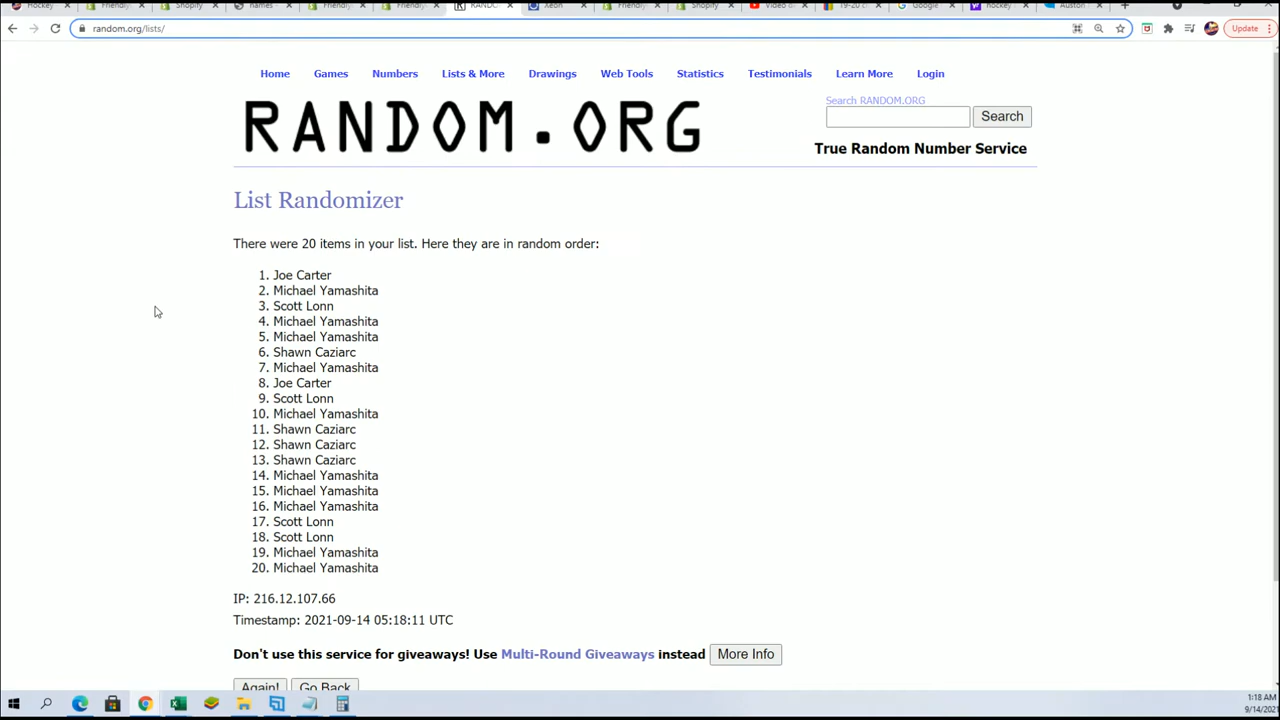 Hockey
Friendly
Shopify
names
Friendly
Friendly
RANDO
Xeon
Friendly
Shopify
Video
19-20
Google
hockey
Auston
random.org/lists/
Update
Home Games Numbers Lists & More Drawings Web Tools Statistics Testimonials Learn More Login
RANDOM.ORG
Search RANDOM.ORG
Search
True Random Number Service
List Randomizer
There were 20 items in your list. Here they are in random order:
1. Joe Carter
2. Michael Yamashita
3. Scott Lonn
4. Michael Yamashita
5. Michael Yamashita
6. Shawn Caziarc
7. Michael Yamashita
8. Joe Carter
9. Scott Lonn
10. Michael Yamashita
11. Shawn Caziarc
12. Shawn Caziarc
13. Shawn Caziarc
14. Michael Yamashita
15. Michael Yamashita
16. Michael Yamashita
17. Scott Lonn
18. Scott Lonn
19. Michael Yamashita
20. Michael Yamashita
IP: 216.12.107.66
Timestamp: 2021-09-14 05:18:11 UTC
Don't use this service for giveaways! Use Multi-Round Giveaways instead More Info
Again! Go Back
1:18 AM
9/14/2021